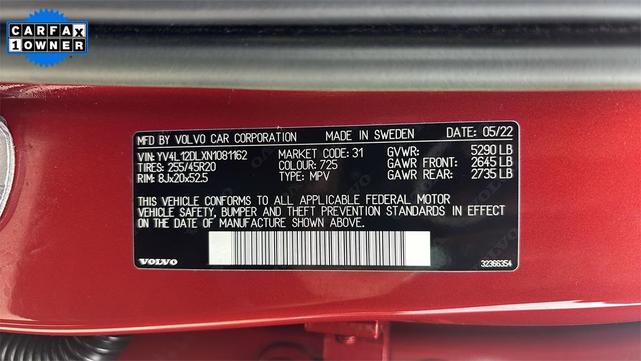 CARFAX
1 OWNER
MFD BY VOLVO CAR CORPORATION MADE IN SWEDEN DATE: 05/22
VIN: YV4L12DLXN1081162 MARKET CODE: 31 GVWR: 5290 LB
TIRES: 255/45R20 COLOUR: 725 GAWR FRONT: 2645 LB
RIM: 8Jx20x52.5 TYPE: MPV GAWR REAR: 2735 LB
THIS VEHICLE CONFORMS TO ALL APPLICABLE FEDERAL MOTOR
VEHICLE SAFETY, BUMPER AND THEFT PREVENTION STANDARDS IN EFFECT
ON THE DATE OF MANUFACTURE SHOWN ABOVE.
VOLVO 32366354